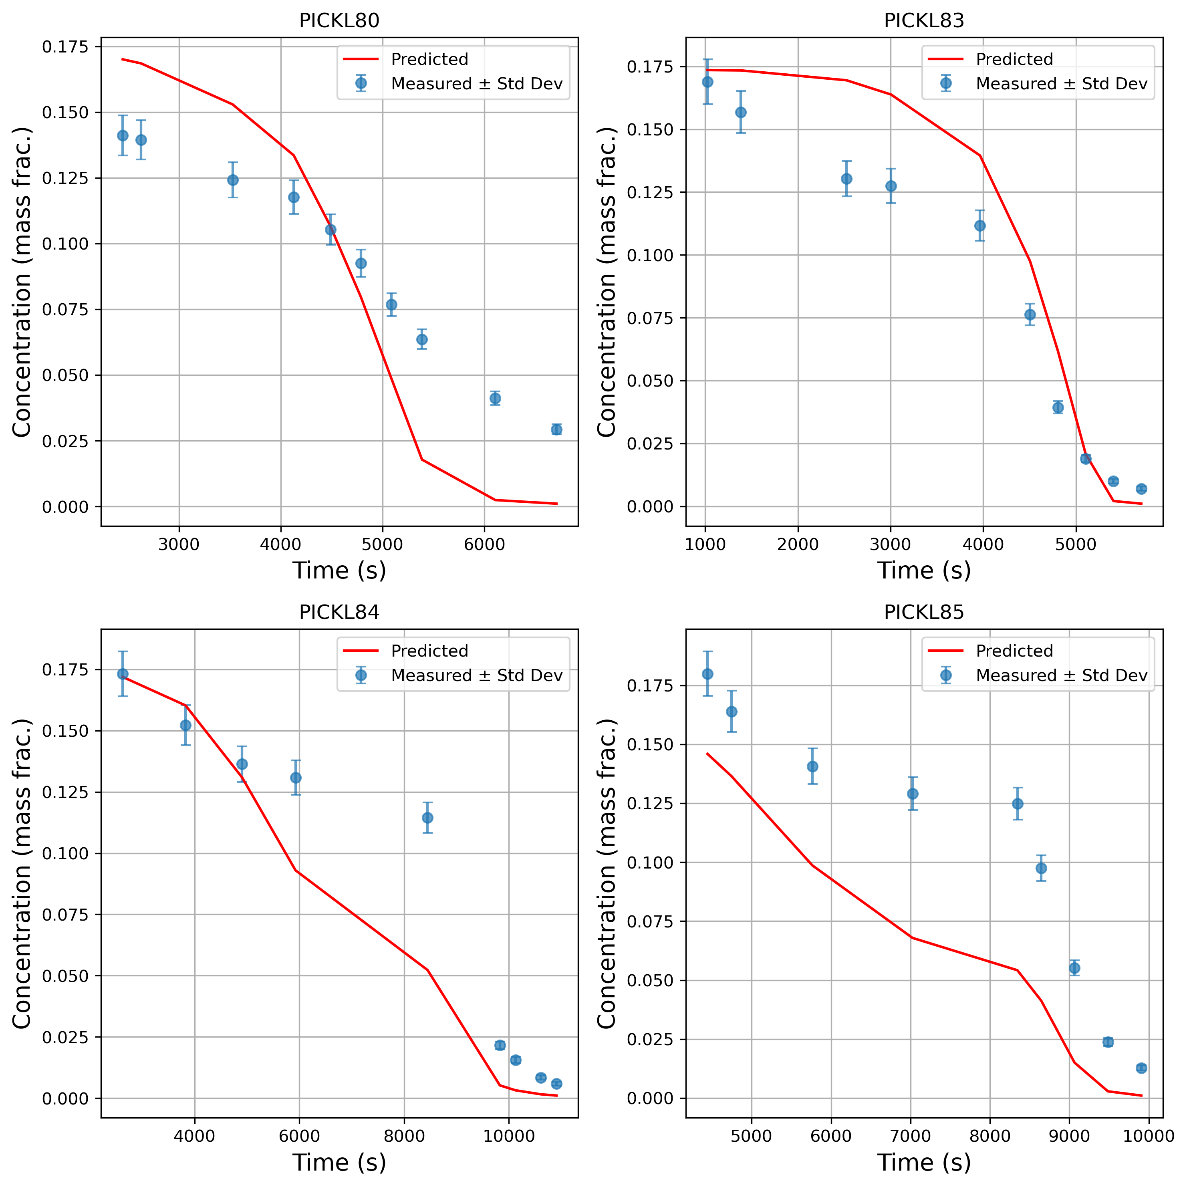 PICKL80
Predicted
Measured ± Std Dev
0.175
0.150
0.125
0.100
0.075
0.050
0.025
0.000
Concentration (mass frac.)
3000 4000 5000 6000
Time (s)
PICKL83
Predicted
Measured ± Std Dev
0.175
0.150
0.125
0.100
0.075
0.050
0.025
0.000
Concentration (mass frac.)
1000 2000 3000 4000 5000
Time (s)
PICKL84
Predicted
Measured ± Std Dev
0.175
0.150
0.125
0.100
0.075
0.050
0.025
0.000
Concentration (mass frac.)
4000 6000 8000 10000
Time (s)
PICKL85
Predicted
Measured ± Std Dev
0.175
0.150
0.125
0.100
0.075
0.050
0.025
0.000
Concentration (mass frac.)
5000 6000 7000 8000 9000 10000
Time (s)